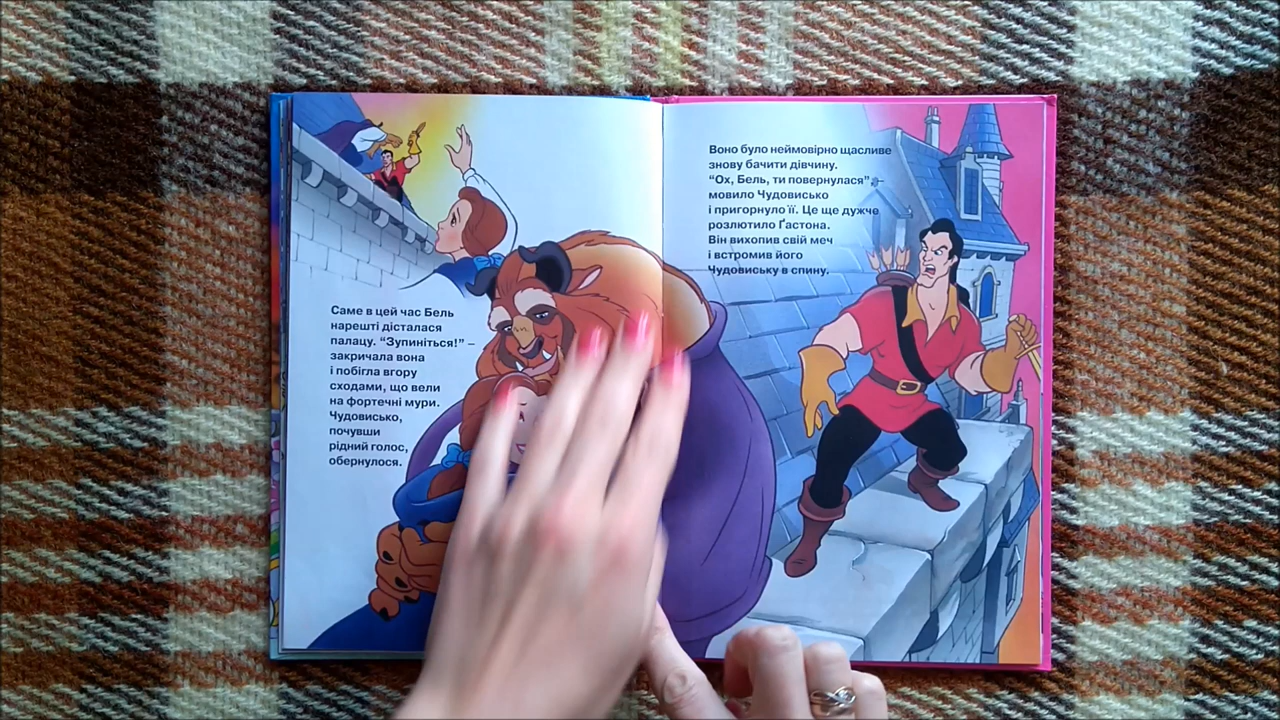 Саме в цей час Бель
нарешті дісталася
палацу. “Зупиніться!” –
закричала вона
і побігла вгору
сходами, що вели
на фортечні мури.
Чудовисько,
почувши
рідний голос,
обернулося.
Воно було неймовірно щасливе
знову бачити дівчину.
“Ох, Бель, ти повернулася”, –
мовило Чудовисько
і пригорнуло її. Це ще дужче
розлютило Ґастона.
Він вихопив свій меч
і встромив його
Чудовиську в спину.